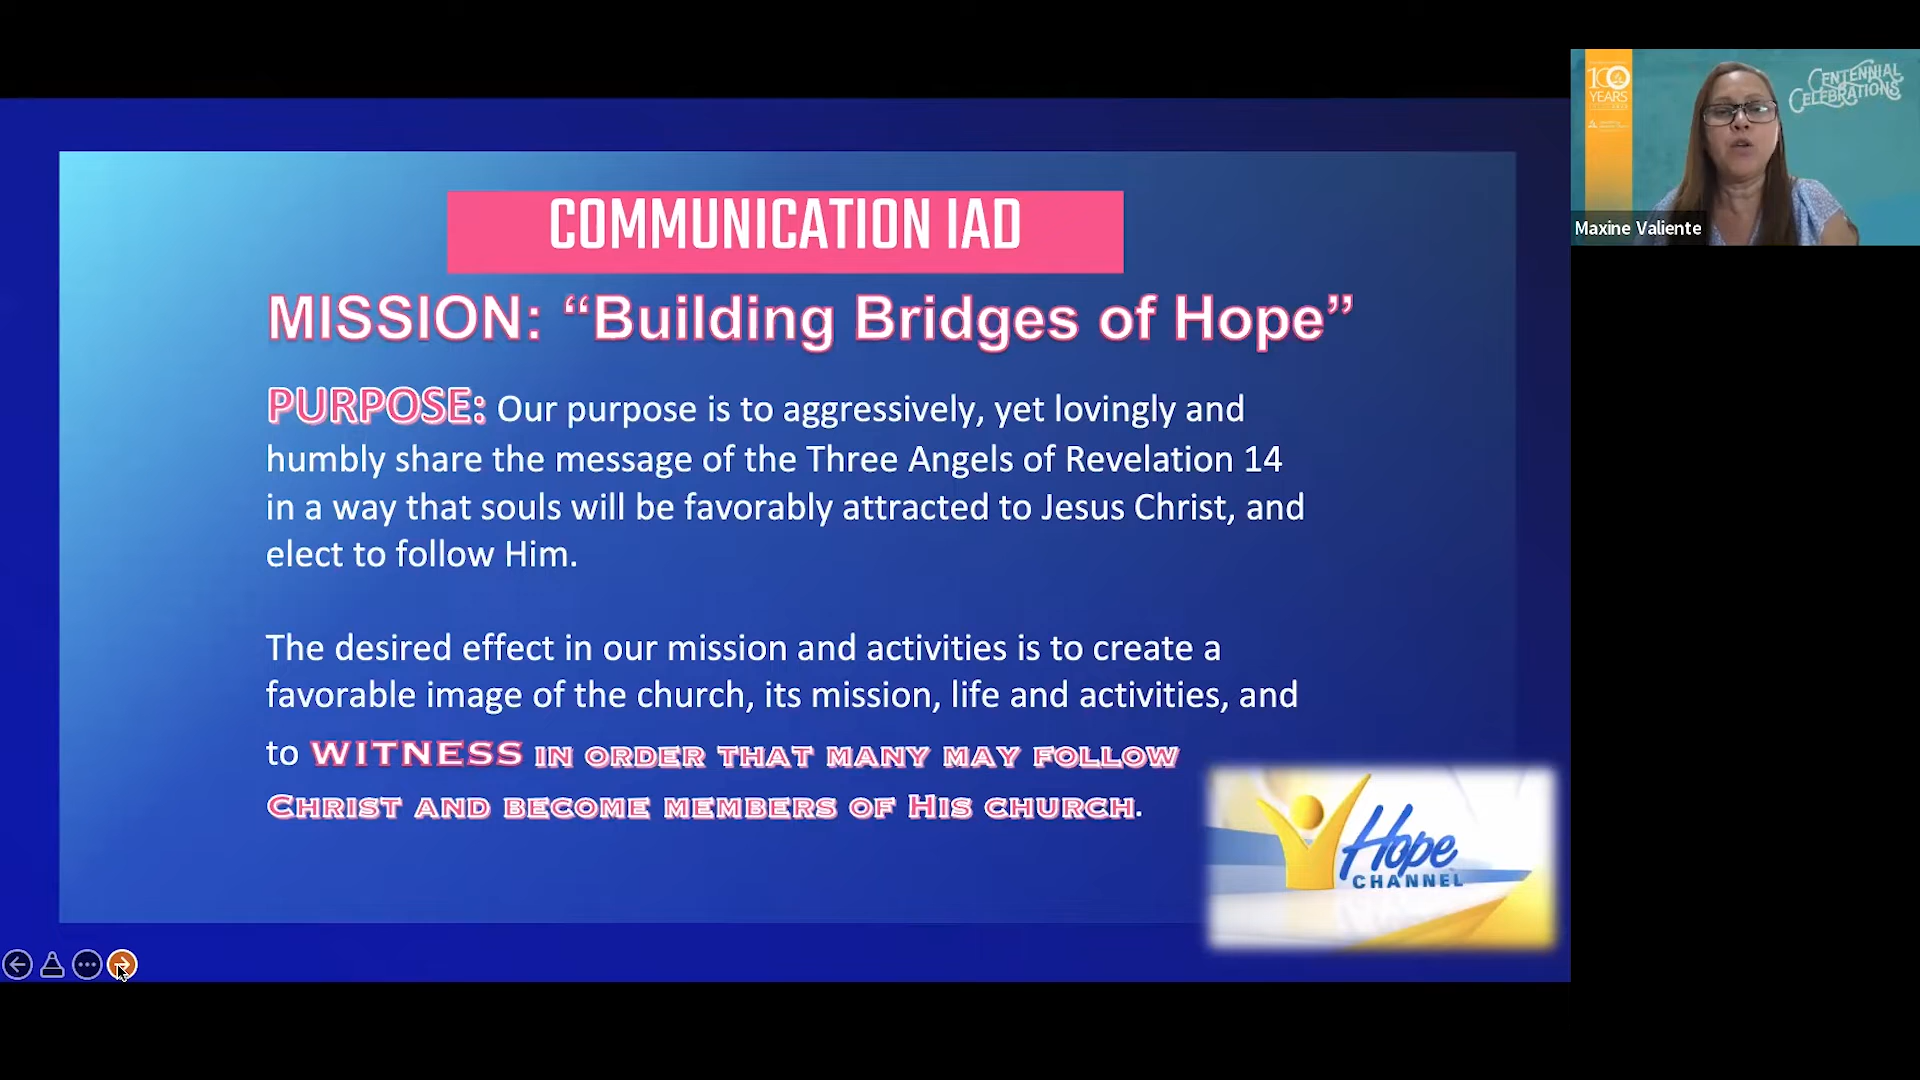 COMMUNICATION IAD
MISSION: “Building Bridges of Hope”
PURPOSE: Our purpose is to aggressively, yet lovingly and
humbly share the message of the Three Angels of Revelation 14
in a way that souls will be favorably attracted to Jesus Christ, and
elect to follow Him.
The desired effect in our mission and activities is to create a
favorable image of the church, its mission, life and activities, and
to WITNESS IN ORDER THAT MANY MAY FOLLOW
CHRIST AND BECOME MEMBERS OF HIS CHURCH.
Hope
CHANNEL
100
YEARS
CENTENNIAL
CELEBRATIONS
Maxine Valiente